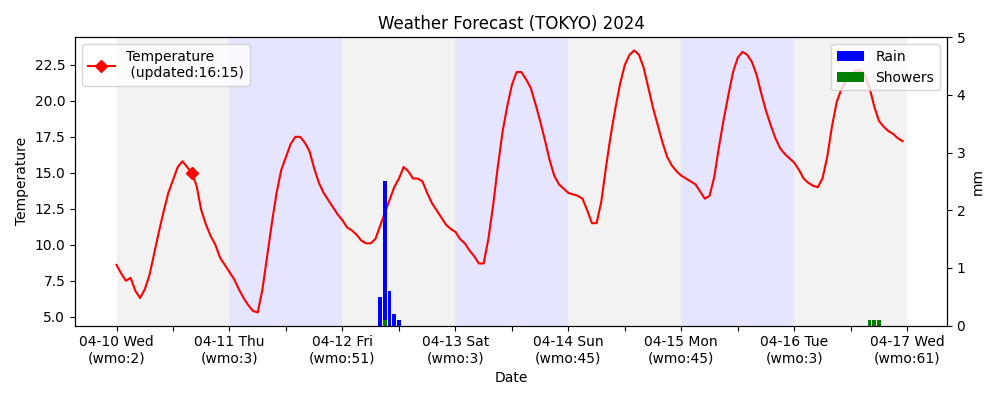 Weather Forecast (TOKYO) 2024
Temperature
(updated:16:15)
Rain
Showers
22.5
20.0
17.5
15.0
12.5
10.0
7.5
5.0
Temperature
5
4
3
2
1
0
mm
04-10 Wed
(wmo:2)
04-11 Thu
(wmo:3)
04-12 Fri
(wmo:51)
04-13 Sat
(wmo:3)
04-14 Sun
(wmo:45)
04-15 Mon
(wmo:45)
04-16 Tue
(wmo:3)
04-17 Wed
(wmo:61)
Date